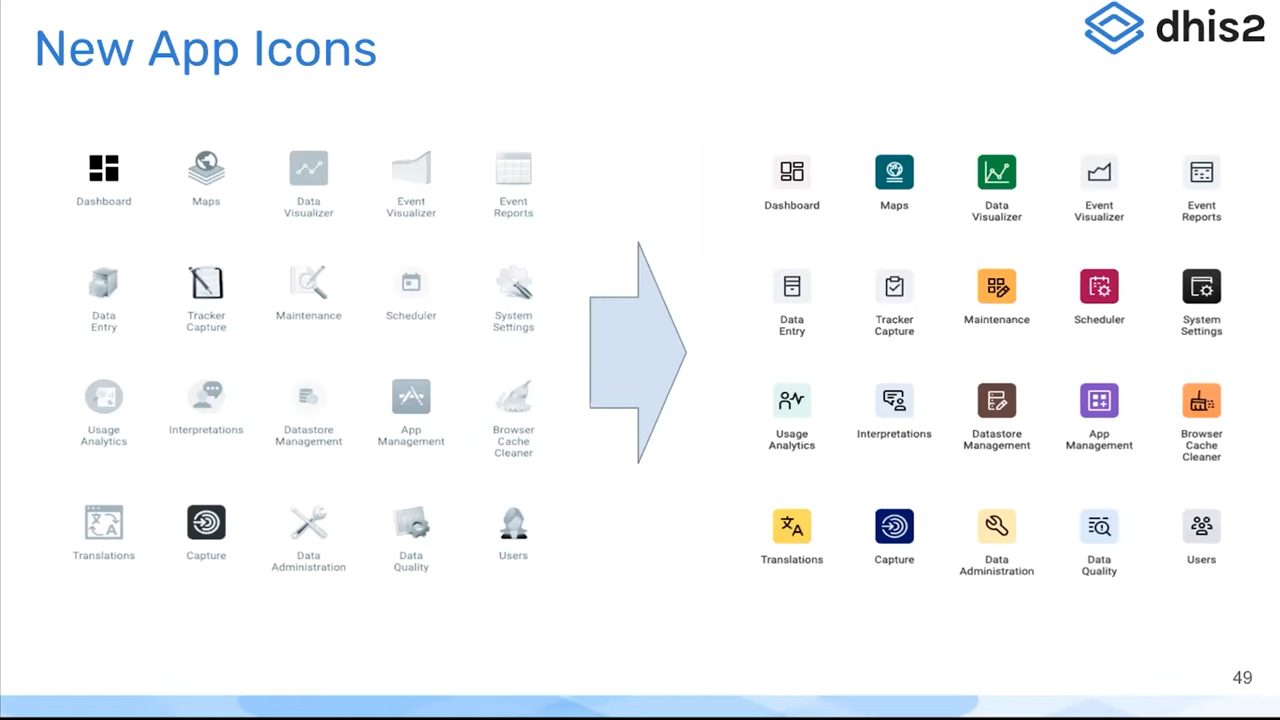 New App Icons
dhis2
Dashboard
Maps
Data
Visualizer
Event
Visualizer
Event
Reports
Data
Entry
Tracker
Capture
Maintenance
Scheduler
System
Settings
Usage
Analytics
Interpretations
Datastore
Management
App
Management
Browser
Cache
Cleaner
Translations
Capture
Data
Administration
Data
Quality
Users
Dashboard
Maps
Data
Visualizer
Event
Visualizer
Event
Reports
Data
Entry
Tracker
Capture
Maintenance
Scheduler
System
Settings
Usage
Analytics
Interpretations
Datastore
Management
App
Management
Browser
Cache
Cleaner
Translations
Capture
Data
Administration
Data
Quality
Users
49